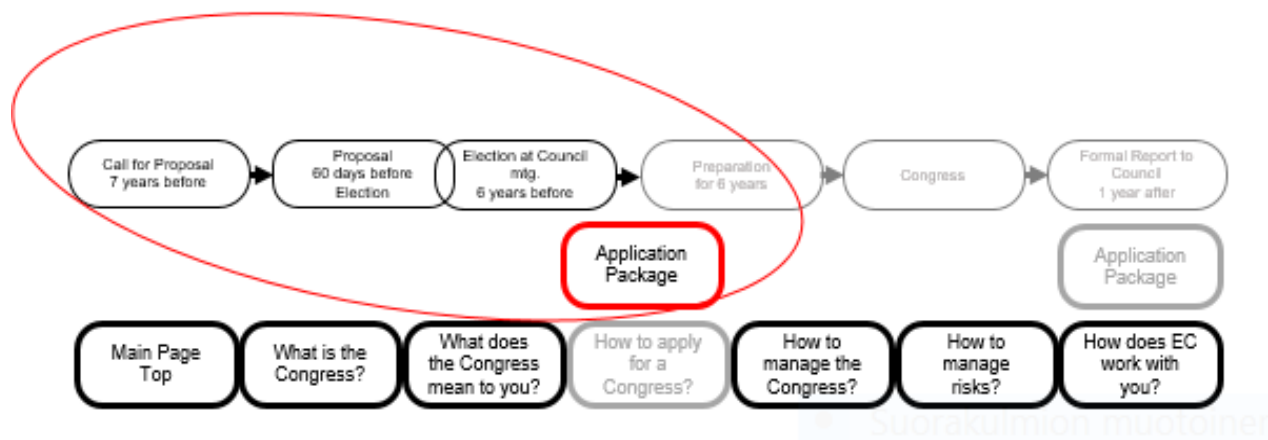 Call for Proposal
7 years before
Proposal
60 days before
Election
Election at Council
mtg.
6 years before
Preparation
for 6 years
Congress
Formal Report to
Council
1 year after
Application
Package
Application
Package
Main Page
Top
What is the
Congress?
What does
the Congress
mean to you?
How to apply
for a
Congress?
How to
manage the
Congress?
How to
manage
risks?
How does EC
work with
you?
Suorakulmion muotoinen